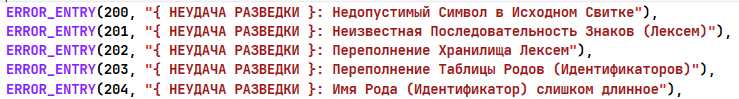 ERROR_ENTRY(200, "{ НЕУДАЧА РАЗВЕДКИ }: Недопустимый Символ в Исходном Свитке"),
ERROR_ENTRY(201, "{ НЕУДАЧА РАЗВЕДКИ }: Неизвестная Последовательность Знаков (Лексем)"),
ERROR_ENTRY(202, "{ НЕУДАЧА РАЗВЕДКИ }: Переполнение Хранилища Лексем"),
ERROR_ENTRY(203, "{ НЕУДАЧА РАЗВЕДКИ }: Переполнение Таблицы Родов (Идентификаторов)"),
ERROR_ENTRY(204, "{ НЕУДАЧА РАЗВЕДКИ }: Имя Рода (Идентификатор) слишком длинное"),